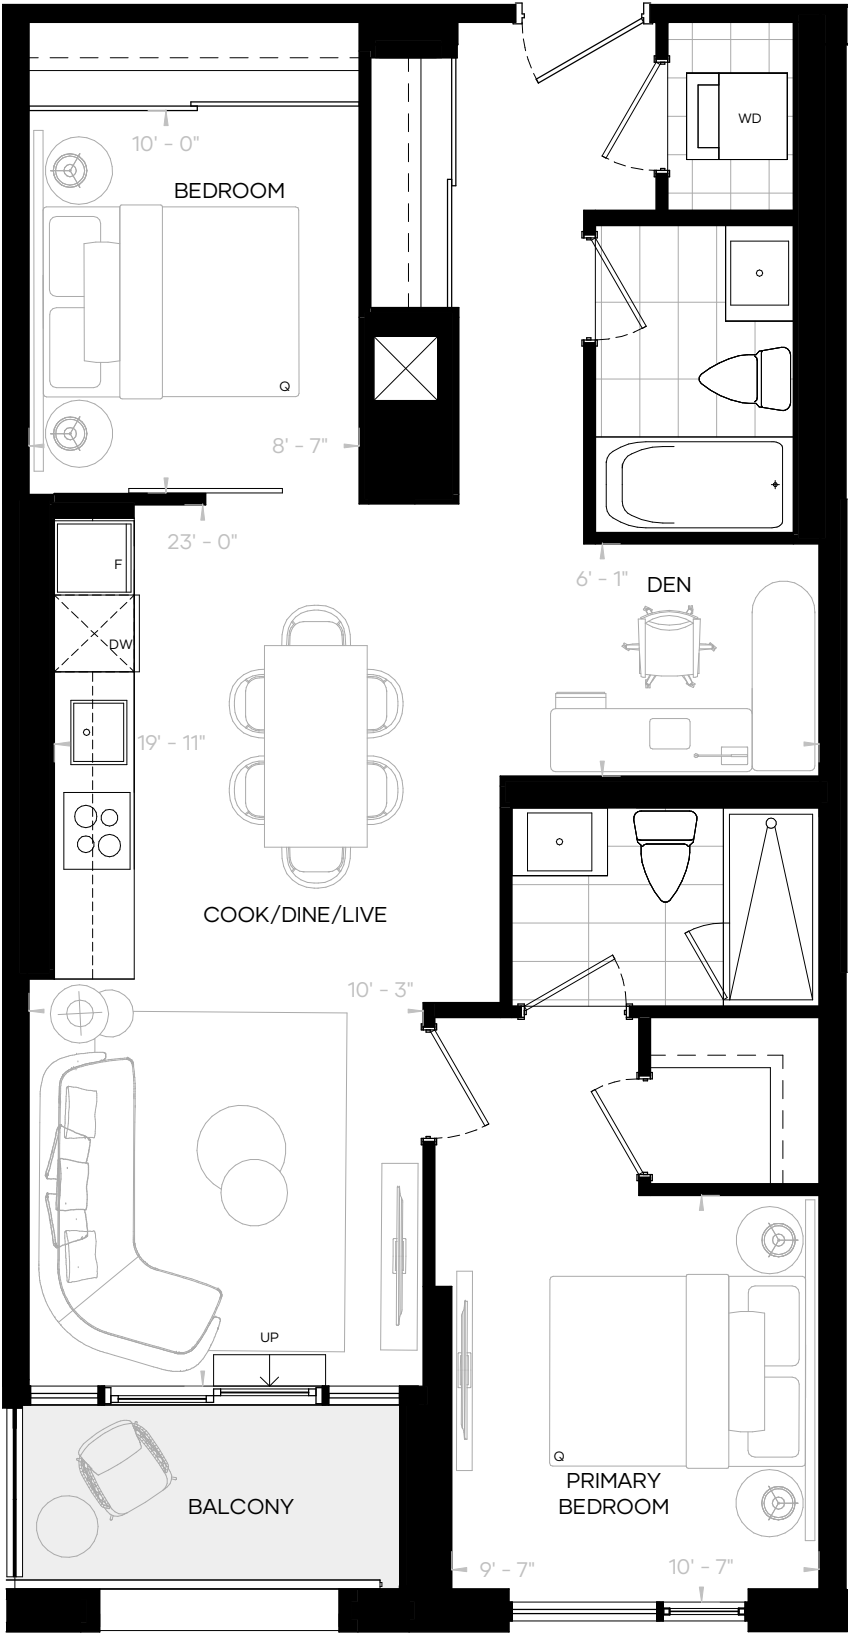 WD
10' - 0"
BEDROOM
Q
8' - 7"
23' - 0"
F
DW
6' - 1"
DEN
19' - 11"
COOK/DINE/LIVE
10' - 3"
UP
Q
PRIMARY
BEDROOM
BALCONY
9' - 7"
10' - 7"